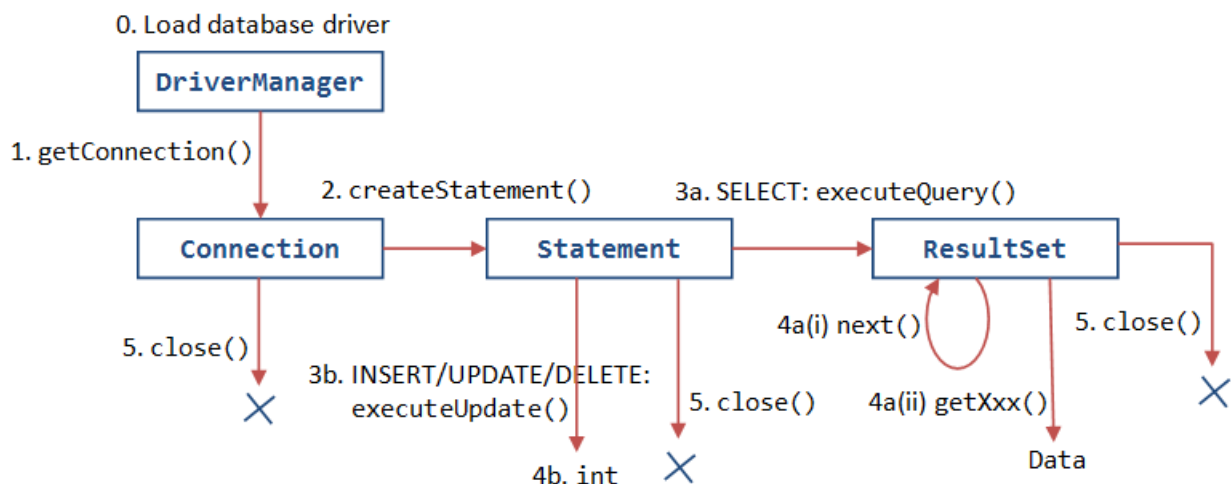 0. Load database driver
DriverManager
1. getConnection()
2. createStatement()
3a. SELECT: executeQuery()
Connection
Statement
ResultSet
5. close()
3b. INSERT/UPDATE/DELETE:
executeUpdate()
4b. int
5. close()
4a(i) next()
4a(ii) getXxx()
Data
5. close()